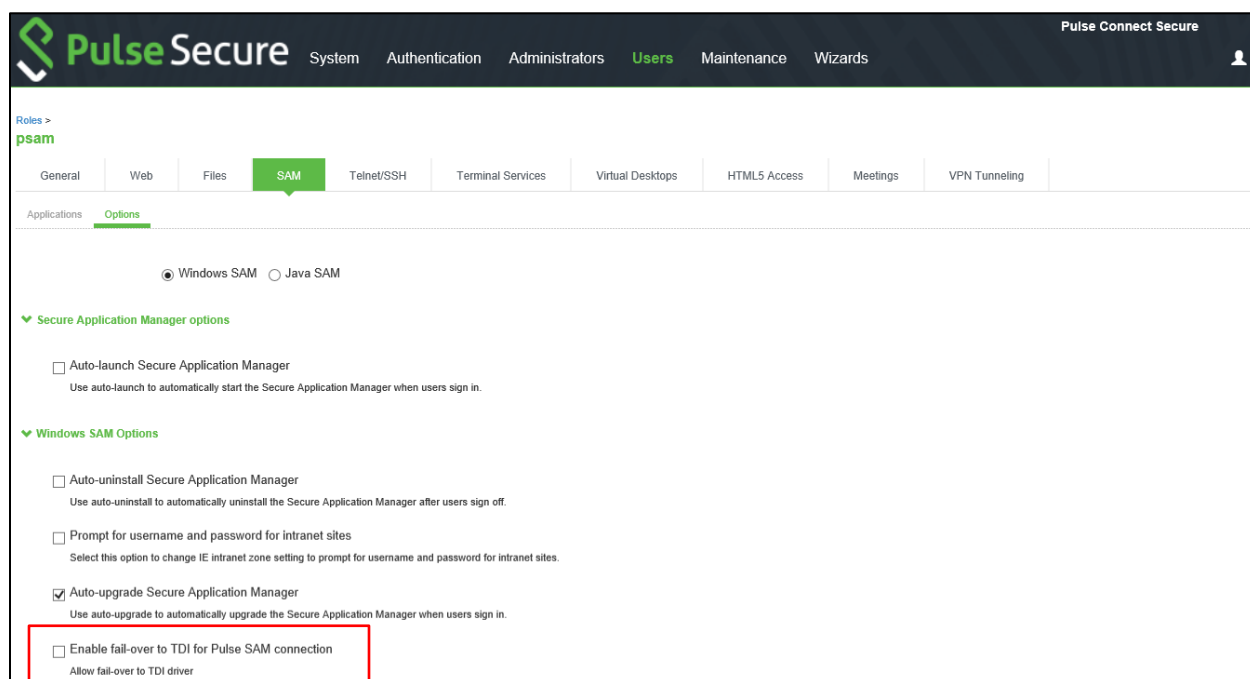 Pulse Connect Secure
Pulse Secure System Authentication Administrators Users Maintenance Wizards
Roles >
psam
General Web Files SAM Telnet/SSH Terminal Services Virtual Desktops HTML5 Access Meetings VPN Tunneling
Applications Options
Windows SAM Java SAM
Secure Application Manager options
Auto-launch Secure Application Manager
Use auto-launch to automatically start the Secure Application Manager when users sign in.
Windows SAM Options
Auto-uninstall Secure Application Manager
Use auto-uninstall to automatically uninstall the Secure Application Manager after users sign off.
Prompt for username and password for intranet sites
Select this option to change IE intranet zone setting to prompt for username and password for intranet sites.
Auto-upgrade Secure Application Manager
Use auto-upgrade to automatically upgrade the Secure Application Manager when users sign in.
Enable fail-over to TDI for Pulse SAM connection
Allow fail-over to TDI driver